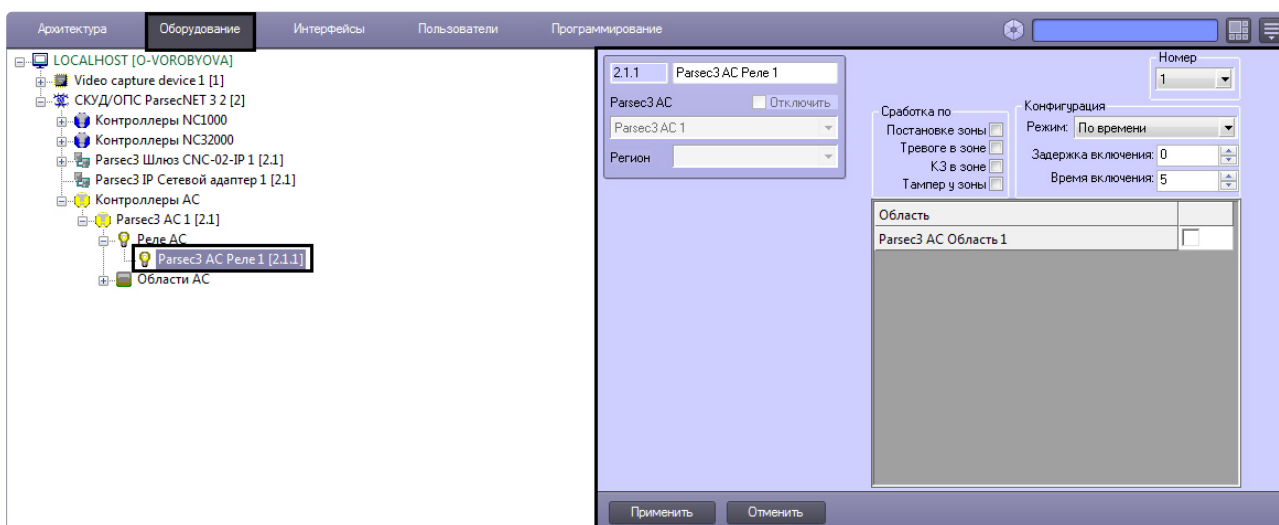 Архитектура Оборудование Интерфейсы Пользователи Программирование
LOCALHOST [O-VOROBYOVA]
Video capture device 1 [1]
СКУД/ОПС ParsecNET 3 2 [2]
Контроллеры NC1000
Контроллеры NC32000
Parsec3 Шлюз CNC-02-IP 1 [2.1]
Parsec3 IP Сетевой адаптер 1 [2.1]
Контроллеры AC
Parsec3 AC 1 [2.1]
Реле AC
Parsec3 AC Реле 1 [2.1.1]
Области AC
2.1.1 Parsec3 AC Реле 1
Parsec3 AC Отключить
Parsec3 AC 1
Регион
Номер
1
Сработка по
Постановке зоны
Тревоге в зоне
КЗ в зоне
Тампер у зоны
Конфигурация
Режим: По времени
Задержка включения: 0
Время включения: 5
Область
Parsec3 AC Область 1
Применить Отменить